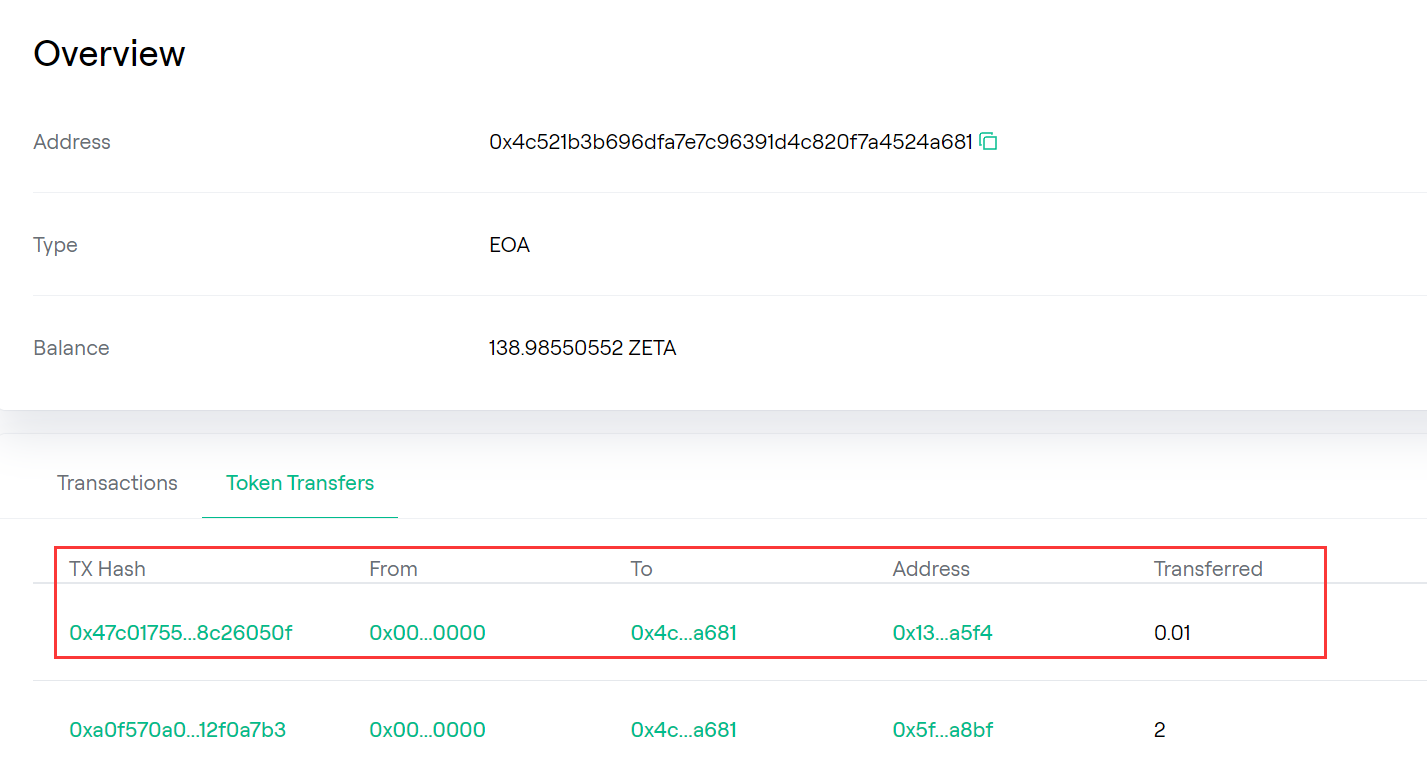 Overview
Address 0x4c521b3b696dfa7e7c96391d4c820f7a4524a681
Type EOA
Balance 138.98550552 ZETA
Transactions Token Transfers
TX Hash From To Address Transferred
0x47c01755...8c26050f 0x00...0000 0x4c...a681 0x13...a5f4 0.01
0xa0f570a0...12f0a7b3 0x00...0000 0x4c...a681 0x5f...a8bf 2